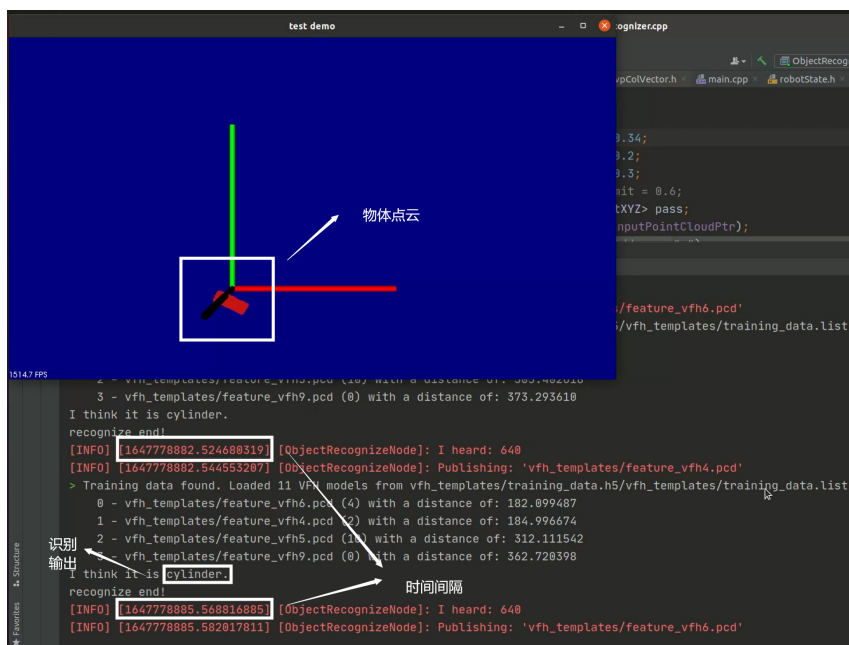 test demo
ognizer.cpp
ObjectRecog
vpColVector.h
main.cpp
robotState.h
0.34;
0.2;
0.3;
mit = 0.6;
tXYZ> pass;
nputPointCloudPtr);
物体点云
/feature_vfh6.pcd'
/vfh_templates/training_data.list
1514.7 FPS
3 - vfh_templates/feature_vfh9.pcd (0) with a distance of: 373.293610
I think it is cylinder.
recognize end!
[INFO] [1647778882.524680319] [ObjectRecognizeNode]: I heard: 640
[INFO] [1647778882.544553207] [ObjectRecognizeNode]: Publishing: 'vfh_templates/feature_vfh4.pcd'
> Training data found. Loaded 11 VFH models from vfh_templates/training_data.h5/vfh_templates/training_data.list
0 - vfh_templates/feature_vfh6.pcd (4) with a distance of: 182.099487
1 - vfh_templates/feature_vfh4.pcd (2) with a distance of: 184.996674
2 - vfh_templates/feature_vfh5.pcd (10) with a distance of: 312.111542
3 - vfh_templates/feature_vfh9.pcd (0) with a distance of: 362.720398
识别
输出
I think it is cylinder.
时间间隔
recognize end!
[INFO] [1647778885.568816885] [ObjectRecognizeNode]: I heard: 640
[INFO] [1647778885.582017811] [ObjectRecognizeNode]: Publishing: 'vfh_templates/feature_vfh6.pcd'
Structure
Favorites